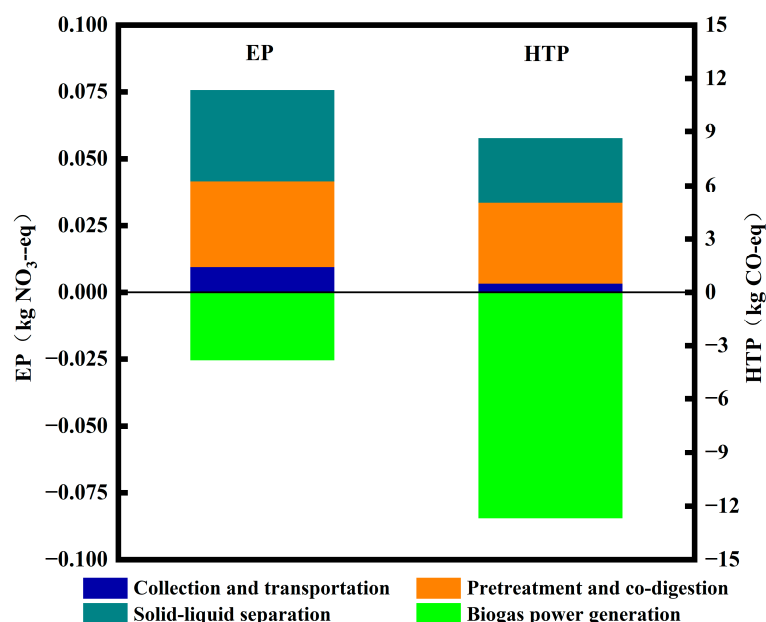 EP
HTP
0.100
0.075
0.050
0.025
0.000
−0.025
−0.050
−0.075
−0.100
EP（kg NO3--eq）
15
12
9
6
3
0
−3
−6
−9
−12
−15
HTP（kg CO-eq）
Collection and transportation
Pretreatment and co-digestion
Solid-liquid separation
Biogas power generation